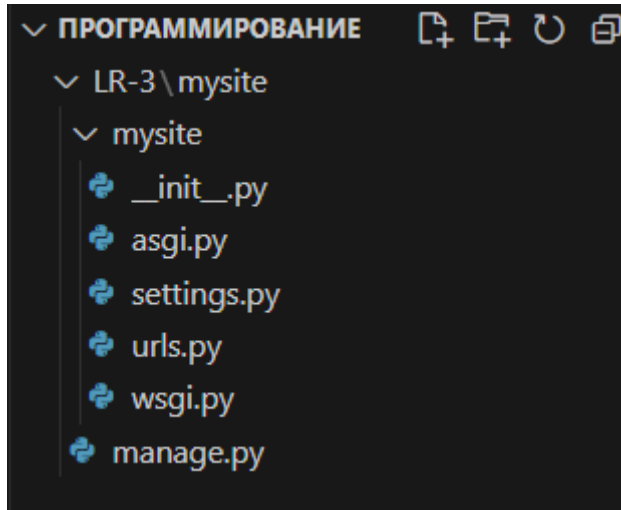 ПРОГРАММИРОВАНИЕ
LR-3\mysite
mysite
__init__.py
asgi.py
settings.py
urls.py
wsgi.py
manage.py